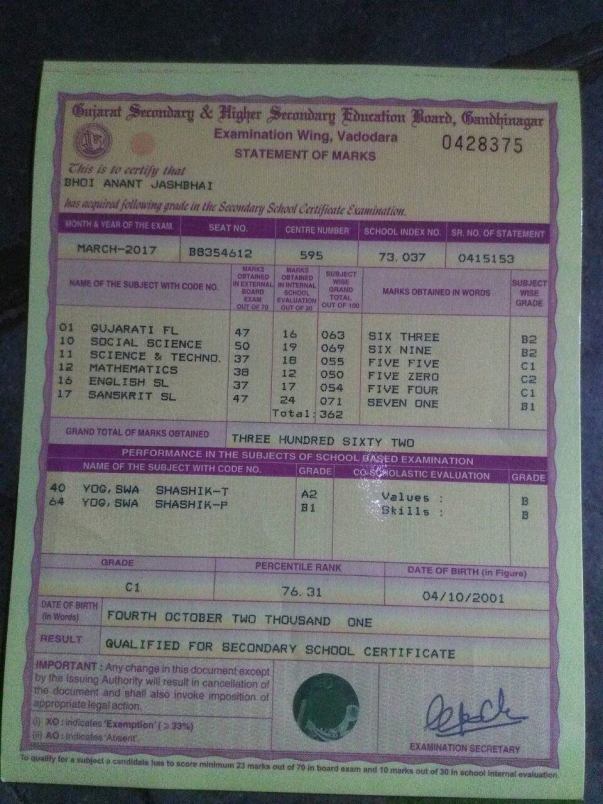 Gujarat Secondary & Higher Secondary Education Board, Gandhinagar
Examination Wing, Vadodara
0428375
STATEMENT OF MARKS
This is to certify that
BHOI ANANT JASHBHAI
has acquired following grade in the Secondary School Certificate Examination.
MONTH & YEAR OF THE EXAM. SEAT NO. CENTRE NUMBER SCHOOL INDEX NO. SR. NO. OF STATEMENT
MARCH-2017 B8354612 595 73.037 0415153
NAME OF THE SUBJECT WITH CODE NO. MARKS OBTAINED IN EXTERNAL BOARD EXAM OUT OF 70 MARKS OBTAINED IN INTERNAL SCHOOL EVALUATION OUT OF 30 SUBJECT WISE GRAND TOTAL OUT OF 100 MARKS OBTAINED IN WORDS SUBJECT WISE GRADE
01 GUJARATI FL 47 16 063 SIX THREE B2
10 SOCIAL SCIENCE 50 19 069 SIX NINE B2
11 SCIENCE & TECHNO. 37 18 055 FIVE FIVE C1
12 MATHEMATICS 38 12 050 FIVE ZERO C2
16 ENGLISH SL 37 17 054 FIVE FOUR C1
17 SANSKRIT SL 47 24 071 SEVEN ONE B1
Total: 362
GRAND TOTAL OF MARKS OBTAINED THREE HUNDRED SIXTY TWO
PERFORMANCE IN THE SUBJECTS OF SCHOOL BASED EXAMINATION
NAME OF THE SUBJECT WITH CODE NO. GRADE CO-SCHOLASTIC EVALUATION GRADE
40 YOG,SWA SHASHIK-T A2 Values : B
64 YOG,SWA SHASHIK-P B1 Skills : B
GRADE PERCENTILE RANK DATE OF BIRTH (in Figure)
C1 76.31 04/10/2001
DATE OF BIRTH (in Words) FOURTH OCTOBER TWO THOUSAND ONE
RESULT QUALIFIED FOR SECONDARY SCHOOL CERTIFICATE
IMPORTANT : Any change in this document except
by the issuing Authority will result in cancellation of
the document and shall also invoke imposition of
appropriate legal action.
(i) XO : indicates 'Exemption' ( ≥ 33%)
(ii) AO : indicates 'Absent'.
EXAMINATION SECRETARY
To qualify for a subject a candidate has to score minimum 23 marks out of 70 in board exam and 10 marks out of 30 in school internal evaluation.